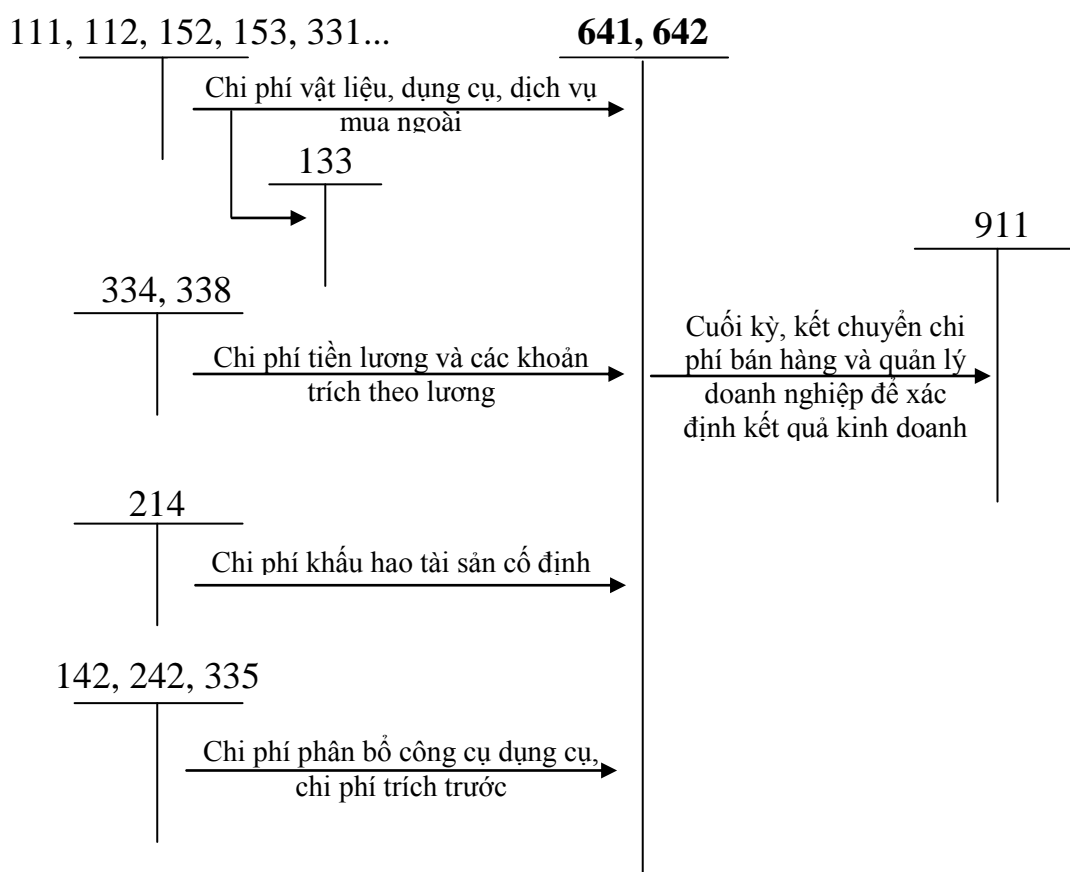 111, 112, 152, 153, 331...
641, 642
Chi phí vật liệu, dụng cụ, dịch vụ
mua ngoài
133
911
334, 338
Chi phí tiền lương và các khoản
trích theo lương
Cuối kỳ, kết chuyển chi
phí bán hàng và quản lý
doanh nghiệp để xác
định kết quả kinh doanh
214
Chi phí khấu hao tài sản cố định
142, 242, 335
Chi phí phân bổ công cụ dụng cụ,
chi phí trích trước